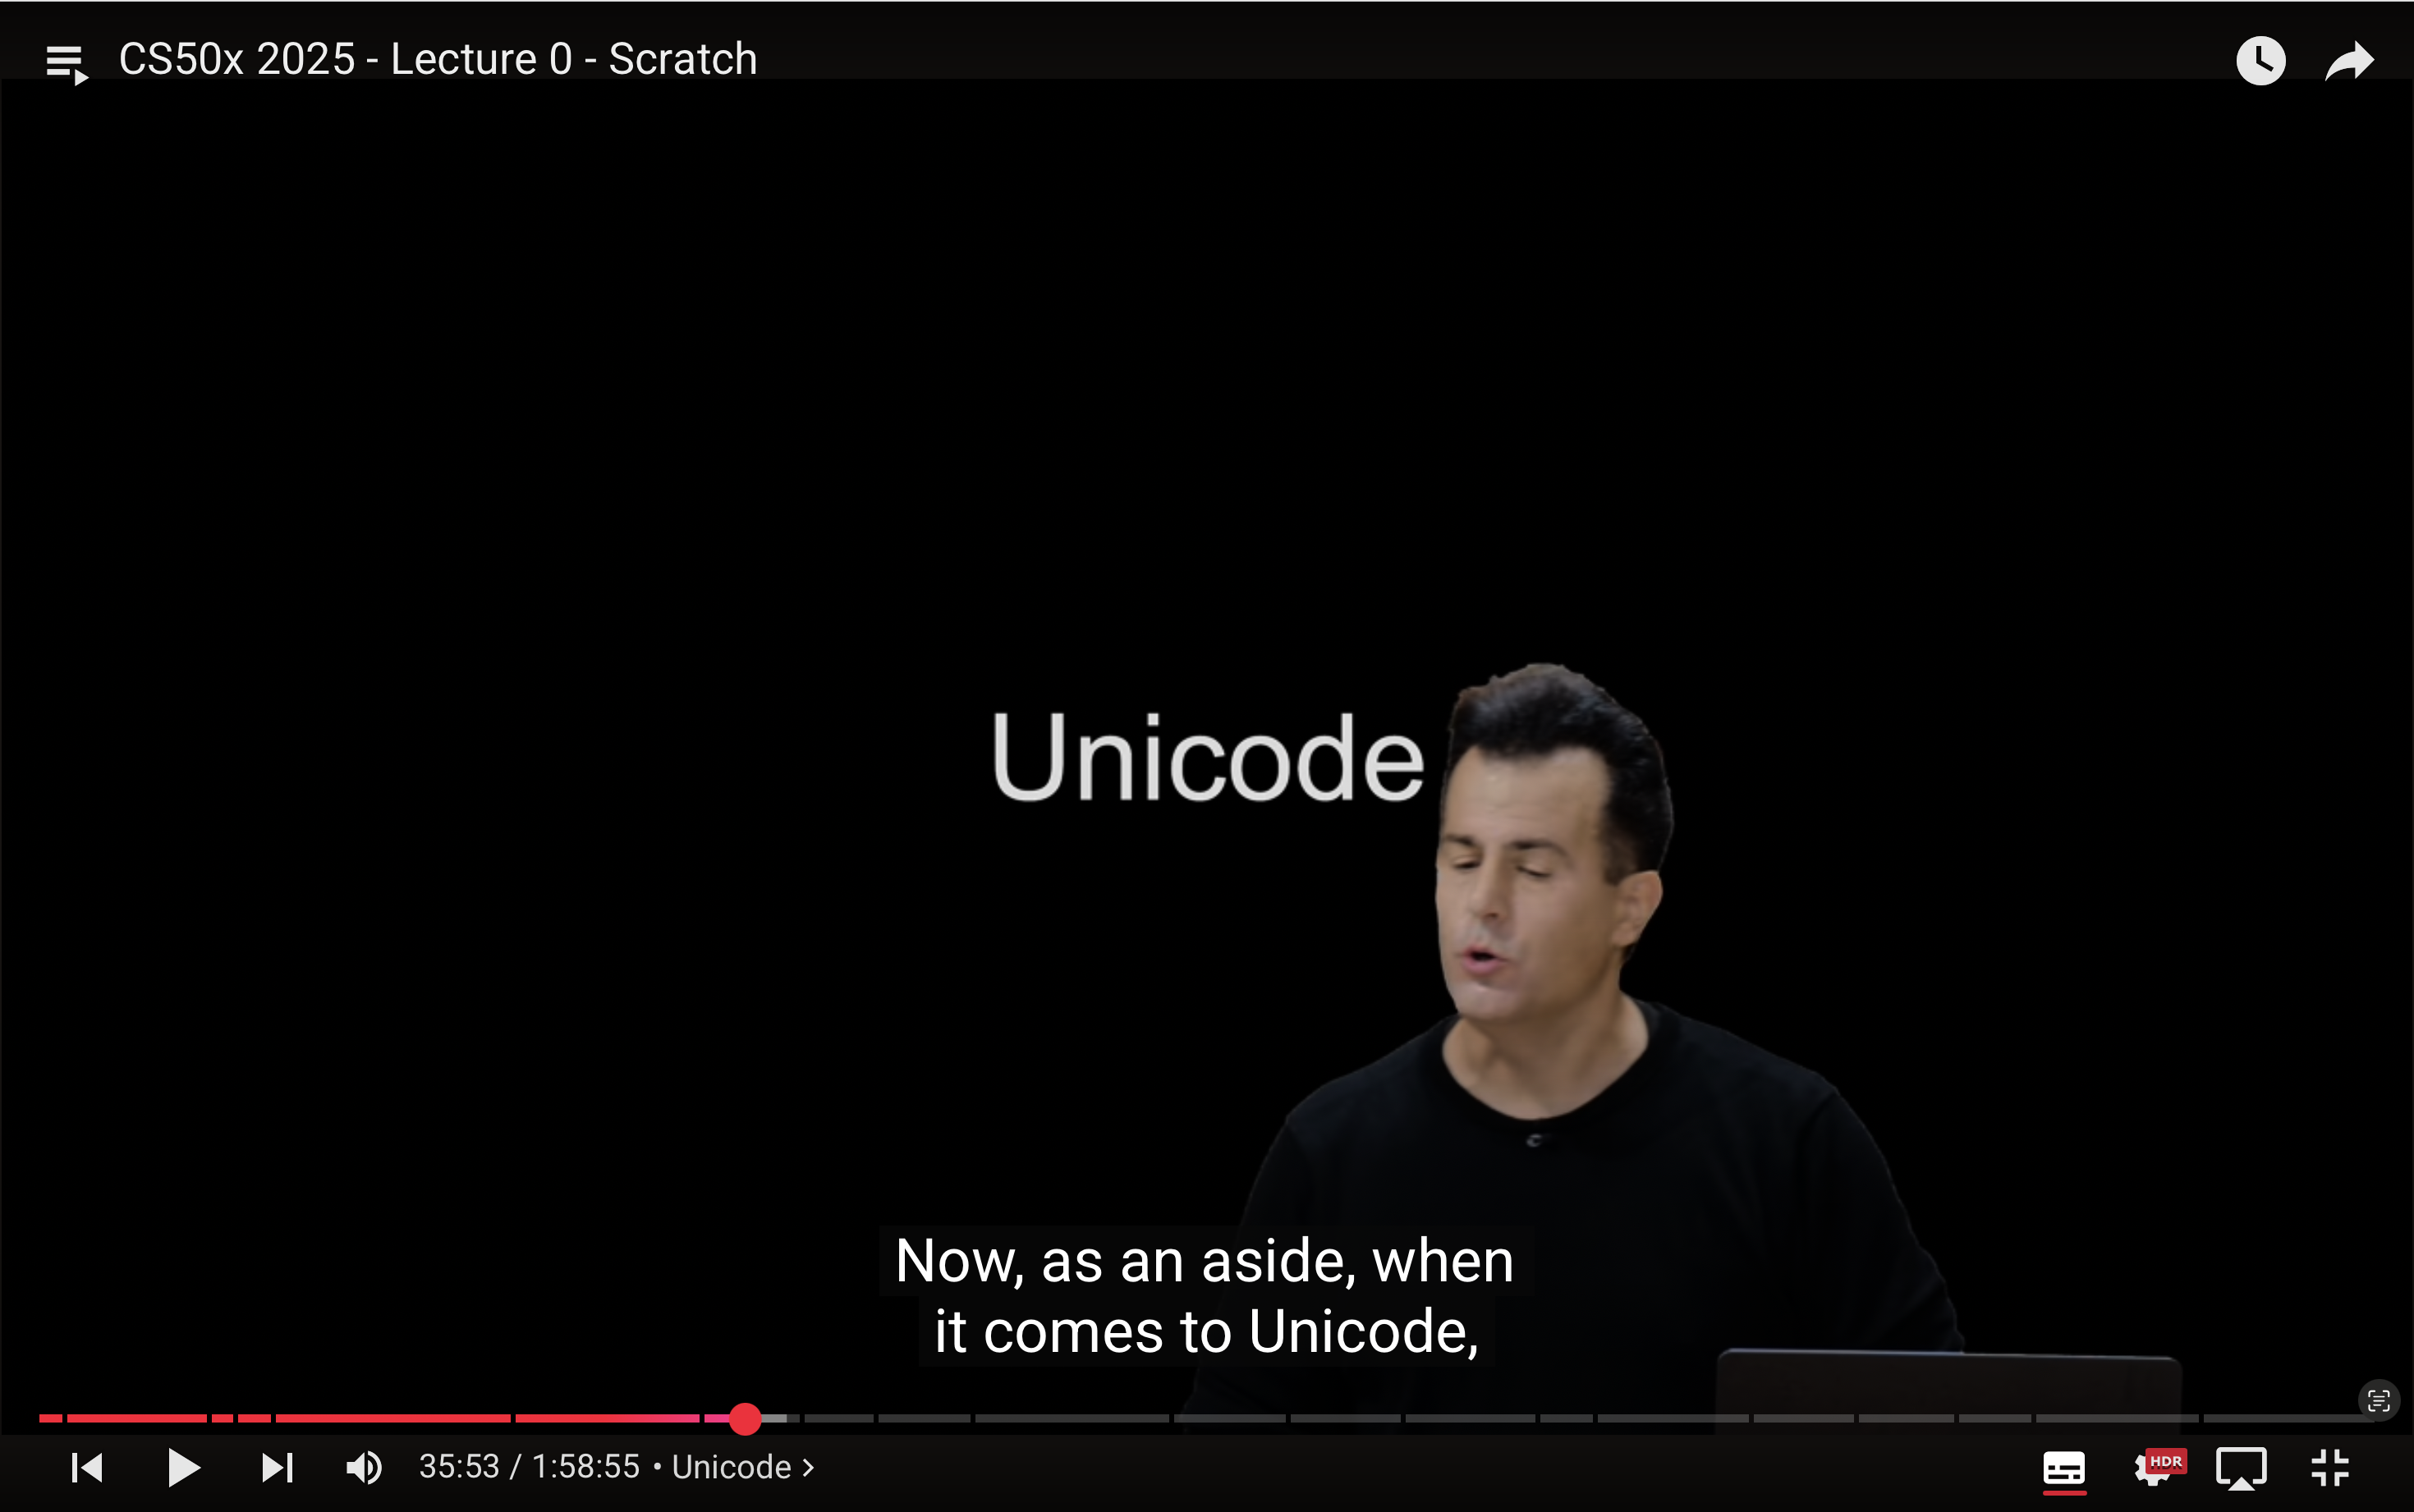 CS50x 2025 - Lecture 0 - Scratch
Unicode
Now, as an aside, when
it comes to Unicode,
35:53 / 1:58:55 • Unicode >
HDR